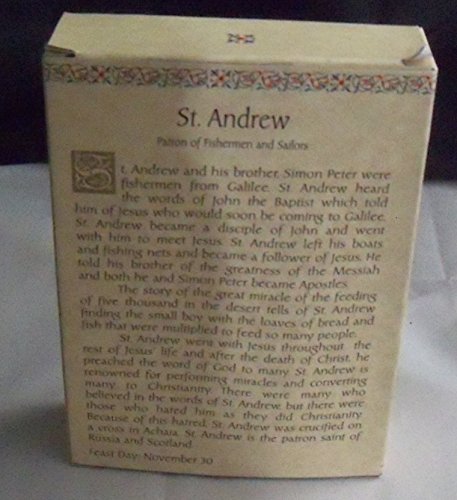 St. Andrew
Patron of Fishermen and Sailors
St. Andrew and his brother, Simon Peter were
fishermen from Galilee. St. Andrew heard
the words of John the Baptist which told
him of Jesus who would soon be coming to Galilee.
St. Andrew became a disciple of John and went
with him to meet Jesus. St. Andrew left his boats
and fishing nets and became a follower of Jesus. He
told his brother of the greatness of the Messiah
and both he and Simon Peter became Apostles.
The story of the great miracle of the feeding
of five thousand in the desert tells of St. Andrew
finding the small boy with the loaves of bread and
fish that were multiplied to feed so many people.
St. Andrew went with Jesus throughout the
rest of Jesus' life and after the death of Christ, he
preached the word of God to many. St. Andrew is
renowned for performing miracles and converting
many to Christianity. There were many who
believed in the words of St. Andrew, but there were
those who hated him as they did Christianity.
Because of this hatred, St. Andrew was crucified on
a cross in Achara. St. Andrew is the patron saint of
Russia and Scotland.
Feast Day: November 30